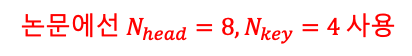 논문에선 N_head = 8, N_key = 4 사용